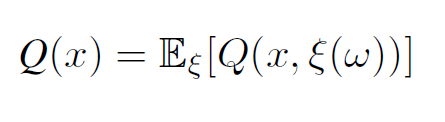 Q(x) = 𝔼_ξ[Q(x, ξ(ω))]